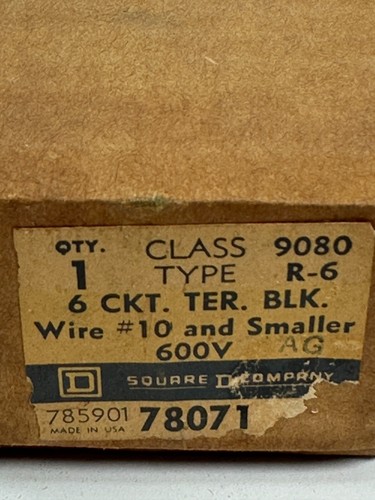 QTY. CLASS 9080
1 TYPE R-6
6 CKT. TER. BLK.
Wire #10 and Smaller
600V AG
D SQUARE D COMPANY
785901 78071
MADE IN USA